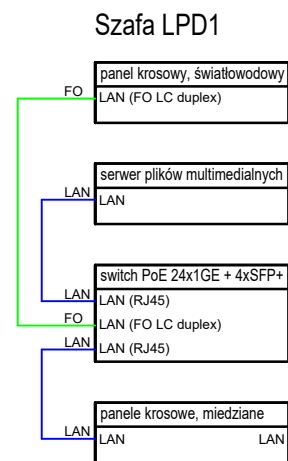 Szafa LPD1
panel krosowy, światłowodowy
FO LAN (FO LC duplex)
serwer plików multimedialnych
LAN LAN
switch PoE 24x1GE + 4xSFP+
LAN LAN (RJ45)
FO LAN (FO LC duplex)
LAN LAN (RJ45)
panele krosowe, miedziane
LAN LAN LAN